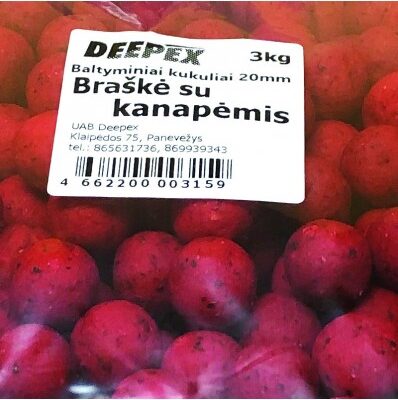 DEEPEX 3kg
Baltyminiai kukuliai 20mm
Braškė su
kanapėmis
UAB Deepex
Klaipėdos 75, Panevėžys
tel.: 865631736, 869939343
4 662200 003159